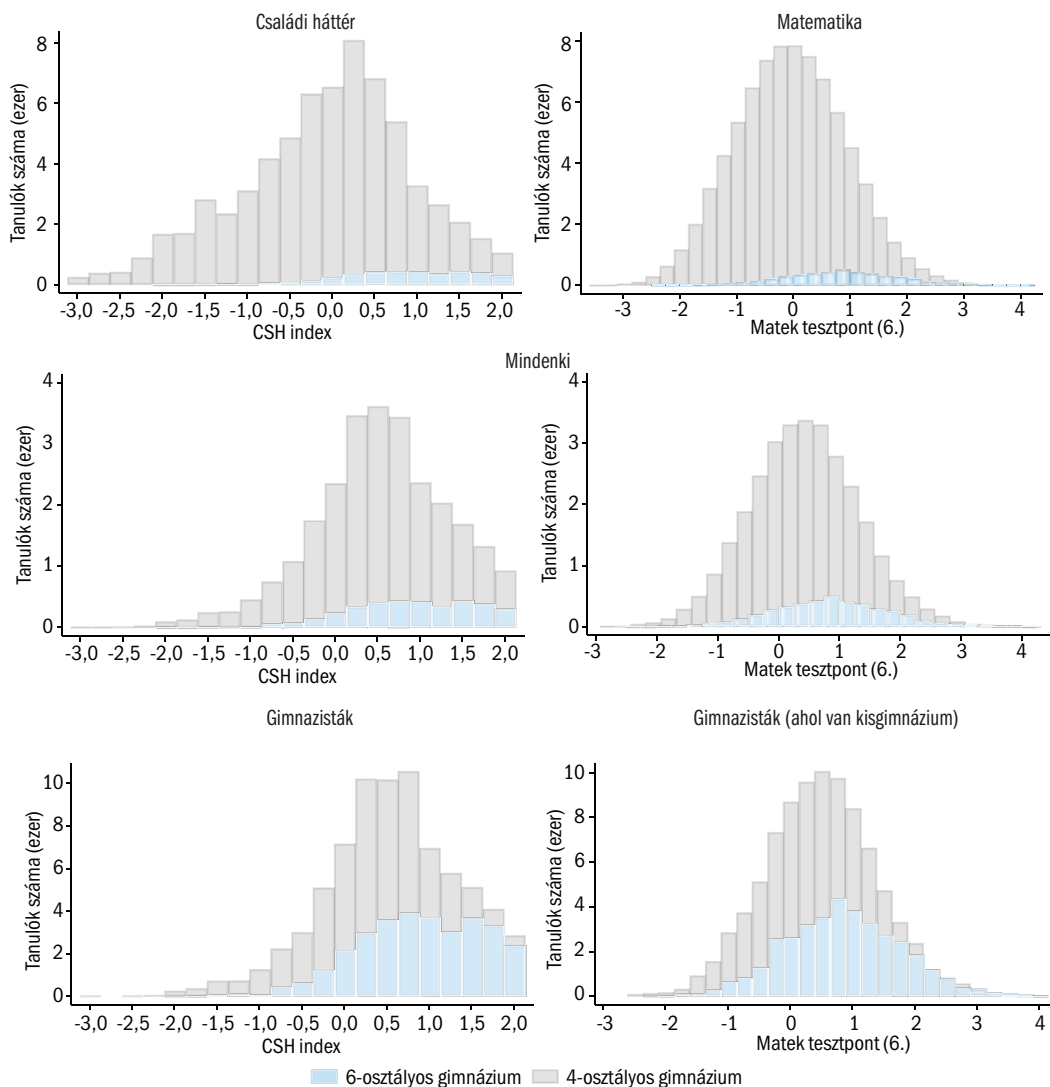 Családi háttér
Tanulók száma (ezer)
8
6
4
2
0
-3,0 -2,5 -2,0 -1,5 -1,0 -0,5 0,0 0,5 1,0 1,5 2,0
CSH index
Matematika
Tanulók száma (ezer)
8
6
4
2
0
-3 -2 -1 0 1 2 3 4
Matek tesztpont (6.)
Mindenki
Tanulók száma (ezer)
4
3
2
1
0
-3,0 -2,5 -2,0 -1,5 -1,0 -0,5 0,0 0,5 1,0 1,5 2,0
CSH index
Tanulók száma (ezer)
4
3
2
1
0
-3 -2 -1 0 1 2 3 4
Matek tesztpont (6.)
Gimnazisták
Tanulók száma (ezer)
10
8
6
4
2
0
-3,0 -2,5 -2,0 -1,5 -1,0 -0,5 0,0 0,5 1,0 1,5 2,0
CSH index
Gimnazisták (ahol van kisgimnázium)
Tanulók száma (ezer)
10
8
6
4
2
0
-3 -2 -1 0 1 2 3 4
Matek tesztpont (6.)
6-osztályos gimnázium 4-osztályos gimnázium